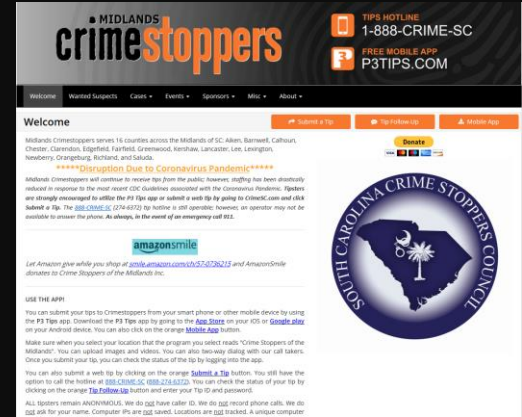 MIDLANDS
crimestoppers
TIPS HOTLINE
1-888-CRIME-SC
FREE MOBILE APP
P3TIPS.COM
Welcome Wanted Suspects Cases Events Sponsors Misc About
Welcome
Submit a Tip Tip Follow-Up Mobile App
Midlands Crimestoppers serves 16 counties across the Midlands of SC: Aiken, Barnwell, Calhoun,
Chester, Clarendon, Edgefield, Fairfield, Greenwood, Kershaw, Lancaster, Lee, Lexington,
Newberry, Orangeburg, Richland, and Saluda.
*****Disruption Due to Coronavirus Pandemic*****
Midlands Crimestoppers will continue to receive tips from the public; however, staffing has been drastically
reduced in response to the most recent CDC Guidelines associated with the Coronavirus Pandemic. Tipsters
are strongly encouraged to utilize the P3 Tips app or submit a web tip by going to CrimeSC.com and click
Submit a Tip. The 888-CRIME-SC (274-6372) tip hotline is still operable; however, an operator may not be
available to answer the phone. As always, in the event of an emergency call 911.
amazonsmile
Let Amazon give while you shop at smile.amazon.com/ch/57-0736215 and AmazonSmile
donates to Crime Stoppers of the Midlands Inc.
USE THE APP!
You can submit your tips to Crimestoppers from your smart phone or other mobile device by using
the P3 Tips app. Download the P3 Tips app by going to the App Store on your iOS or Google play
on your Android device. You can also click on the orange Mobile App button.
Make sure when you select your location that the program you select reads "Crime Stoppers of the
Midlands". You can upload images and videos. You can also two-way dialog with our call takers.
Once you submit your tip, you can check the status of the tip by logging into the app.
You can also submit a web tip by clicking on the orange Submit a Tip button. You still have the
option to call the hotline at 888-CRIME-SC (888-274-6372). You can check the status of your tip by
clicking on the orange Tip Follow-Up button and enter your Tip ID and password.
ALL tipsters remain ANONYMOUS. We do not have caller ID. We do not record phone calls. We do
not ask for your name. Computer IPs are not saved. Locations are not tracked. A unique computer
Donate
SOUTH CAROLINA CRIME STOPPERS COUNCIL